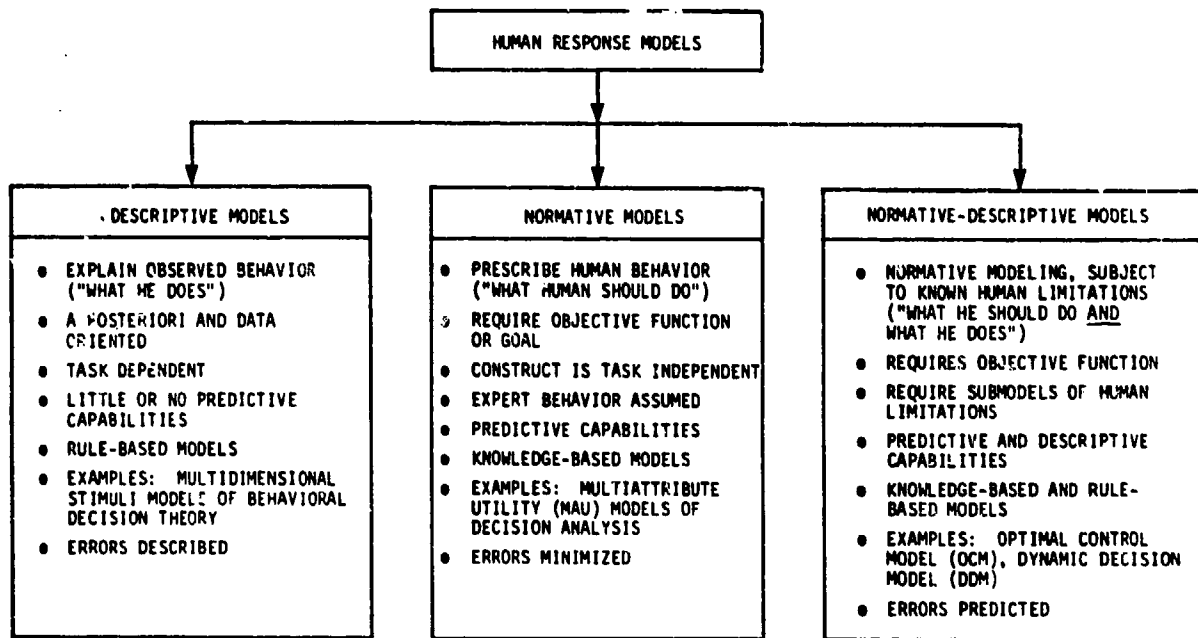 HUMAN RESPONSE MODELS
DESCRIPTIVE MODELS
● EXPLAIN OBSERVED BEHAVIOR
("WHAT HE DOES")
● A POSTERIORI AND DATA
ORIENTED
● TASK DEPENDENT
● LITTLE OR NO PREDICTIVE
CAPABILITIES
● RULE-BASED MODELS
● EXAMPLES: MULTIDIMENSIONAL
STIMULI MODELS OF BEHAVIORAL
DECISION THEORY
● ERRORS DESCRIBED
NORMATIVE MODELS
● PRESCRIBE HUMAN BEHAVIOR
("WHAT HUMAN SHOULD DO")
● REQUIRE OBJECTIVE FUNCTION
OR GOAL
● CONSTRUCT IS TASK INDEPENDENT
● EXPERT BEHAVIOR ASSUMED
● PREDICTIVE CAPABILITIES
● KNOWLEDGE-BASED MODELS
● EXAMPLES: MULTIATTRIBUTE
UTILITY (MAU) MODELS OF
DECISION ANALYSIS
● ERRORS MINIMIZED
NORMATIVE-DESCRIPTIVE MODELS
● NORMATIVE MODELING, SUBJECT
TO KNOWN HUMAN LIMITATIONS
("WHAT HE SHOULD DO AND
WHAT HE DOES")
● REQUIRES OBJECTIVE FUNCTION
● REQUIRE SUBMODELS OF HUMAN
LIMITATIONS
● PREDICTIVE AND DESCRIPTIVE
CAPABILITIES
● KNOWLEDGE-BASED AND RULE-
BASED MODELS
● EXAMPLES: OPTIMAL CONTROL
MODEL (OCM), DYNAMIC DECISION
MODEL (DDM)
● ERRORS PREDICTED